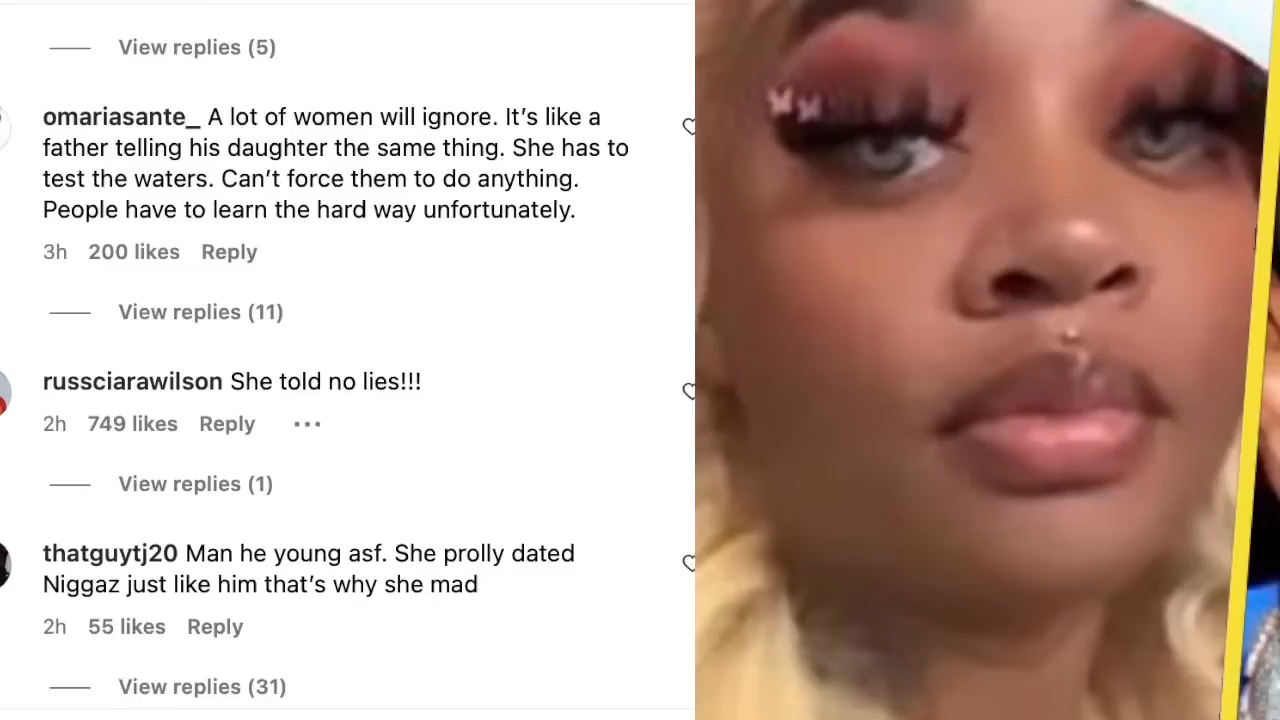 View replies (5)
omariasante_ A lot of women will ignore. It’s like a
father telling his daughter the same thing. She has to
test the waters. Can’t force them to do anything.
People have to learn the hard way unfortunately.
3h 200 likes Reply
View replies (11)
russciarawilson She told no lies!!!
2h 749 likes Reply
View replies (1)
thatguytj20 Man he young asf. She prolly dated
Niggaz just like him that’s why she mad
2h 55 likes Reply
View replies (31)